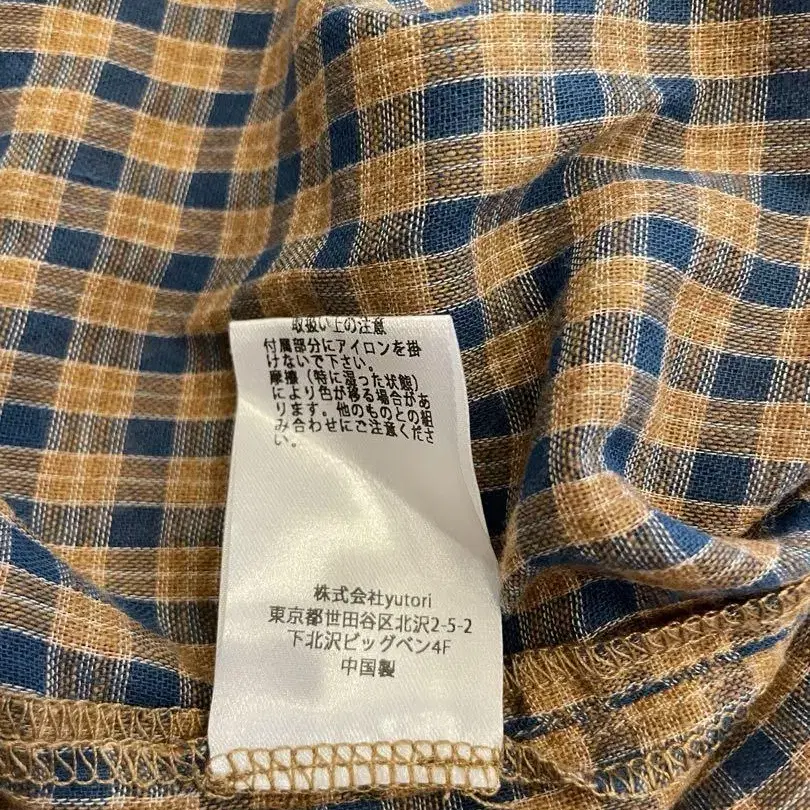 取扱い上の注意
付属部分にアイロンを掛
けないで下さい。
摩擦（特に湿った状態）
により色が移る場合があ
ります。他のものとの組
み合わせにご注意くださ
い。
株式会社yutori
東京都世田谷区北沢2-5-2
下北沢ビッグベン4F
中国製